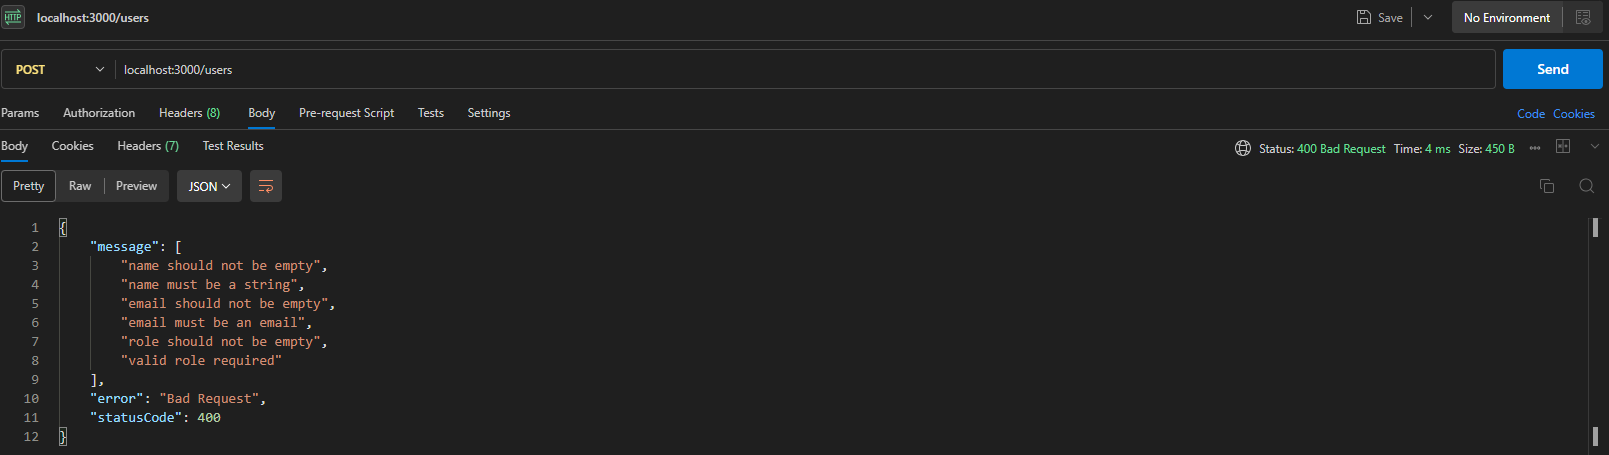 HTTP localhost:3000/users Save No Environment
POST localhost:3000/users Send
Params Authorization Headers (8) Body Pre-request Script Tests Settings Code Cookies
Body Cookies Headers (7) Test Results Status: 400 Bad Request Time: 4 ms Size: 450 B
Pretty Raw Preview JSON
1 {
2 "message": [
3 "name should not be empty",
4 "name must be a string",
5 "email should not be empty",
6 "email must be an email",
7 "role should not be empty",
8 "valid role required"
9 ],
10 "error": "Bad Request",
11 "statusCode": 400
12 }